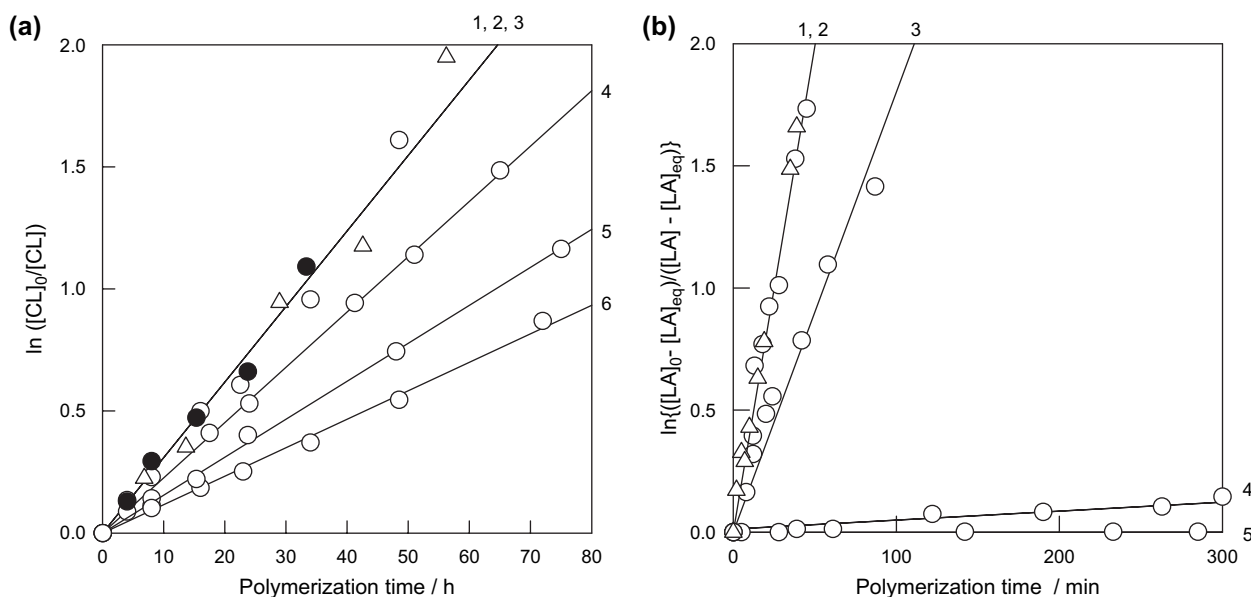 (a)
1, 2, 3
2.0
1.5
1.0
0.5
0.0
ln ([CL]0/[CL])
4
5
6
0 10 20 30 40 50 60 70 80
Polymerization time / h
(b)
1, 2
3
2.0
1.5
1.0
0.5
0.0
ln{([LA]0- [LA]eq)/([LA] - [LA]eq)}
4
5
0 100 200 300
Polymerization time / min